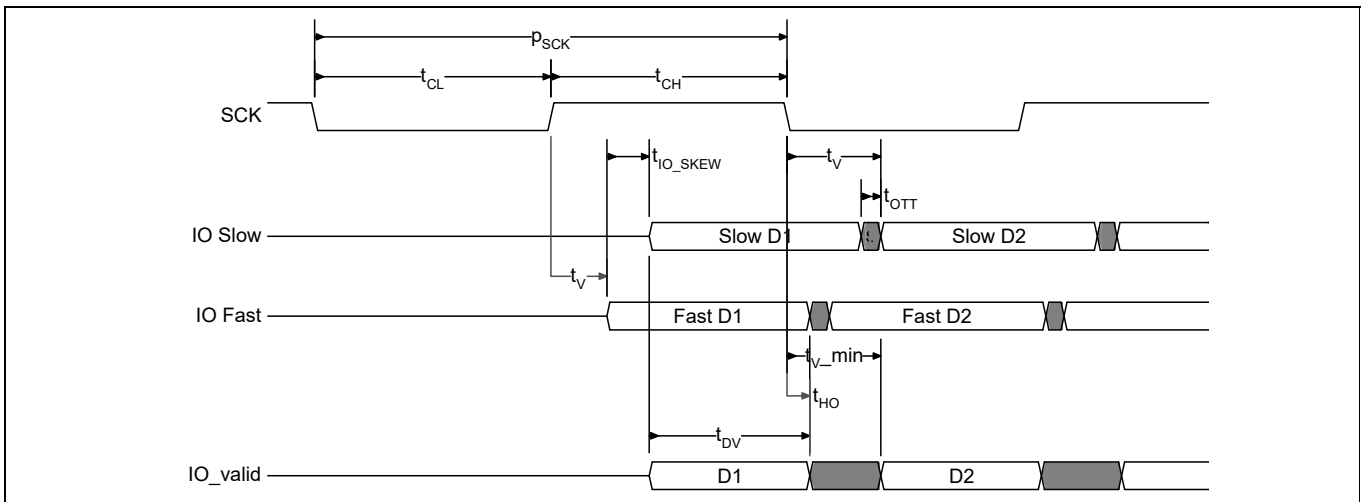 pSCK
tCL tCH
SCK
tIO_SKEW tV
tOTT
IO Slow Slow D1 Slow D2
tV
IO Fast Fast D1 Fast D2
tV_min
tHO
tDV
IO_valid D1 D2